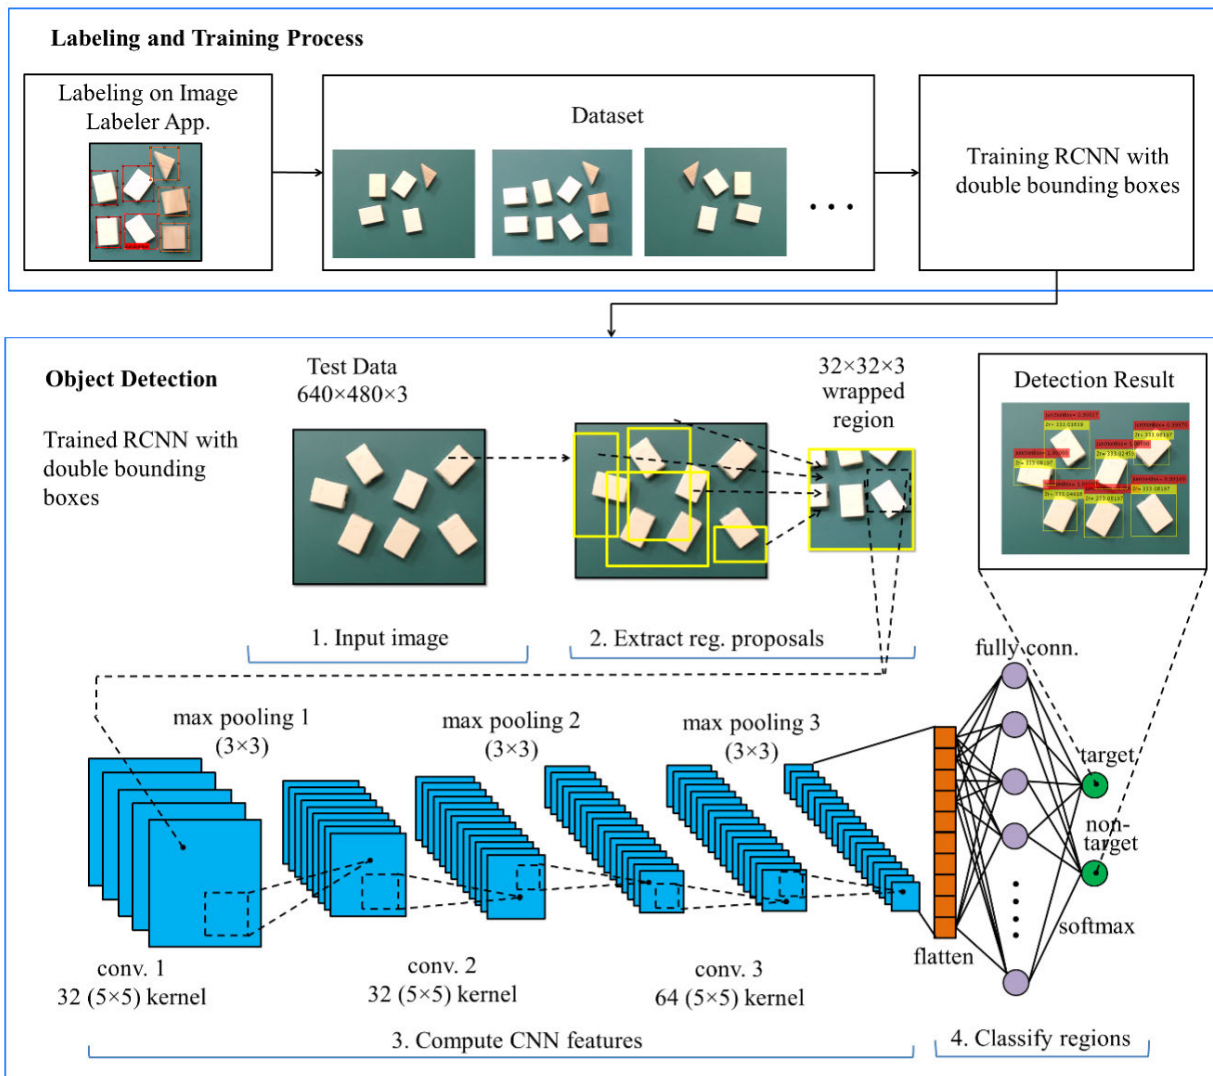 Labeling and Training Process
Labeling on Image
Labeler App.
Dataset
. . .
Training RCNN with
double bounding boxes
Object Detection
Trained RCNN with
double bounding
boxes
Test Data
640×480×3
32×32×3
wrapped
region
Detection Result
1. Input image
2. Extract reg. proposals
fully conn.
max pooling 1
(3×3)
max pooling 2
(3×3)
max pooling 3
(3×3)
target
non-
target
softmax
flatten
conv. 1
32 (5×5) kernel
conv. 2
32 (5×5) kernel
conv. 3
64 (5×5) kernel
3. Compute CNN features
4. Classify regions